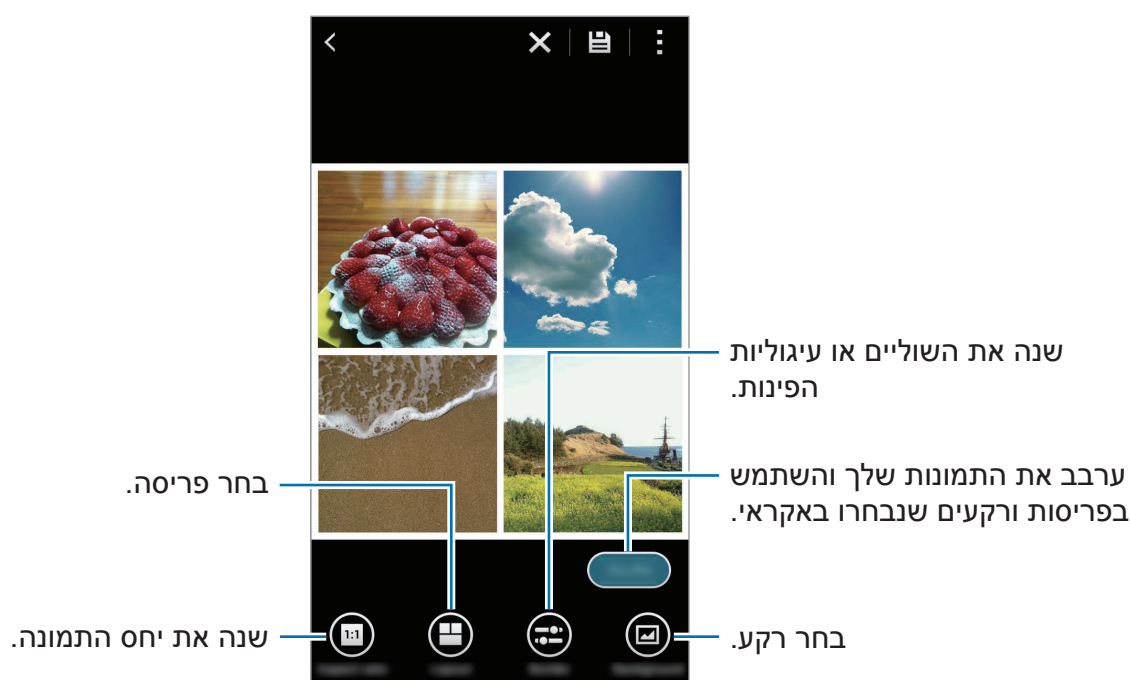 שנה את השוליים או עיגוליות
הפינות.
ערבב את התמונות שלך והשתמש
בפריסות ורקעים שנבחרו באקראי.
בחר פריסה.
1:1
שנה את יחס התמונה.
בחר רקע.